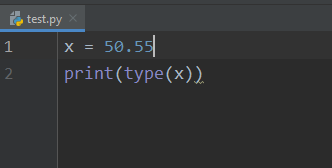 test.py
1 x = 50.55
2 print(type(x))